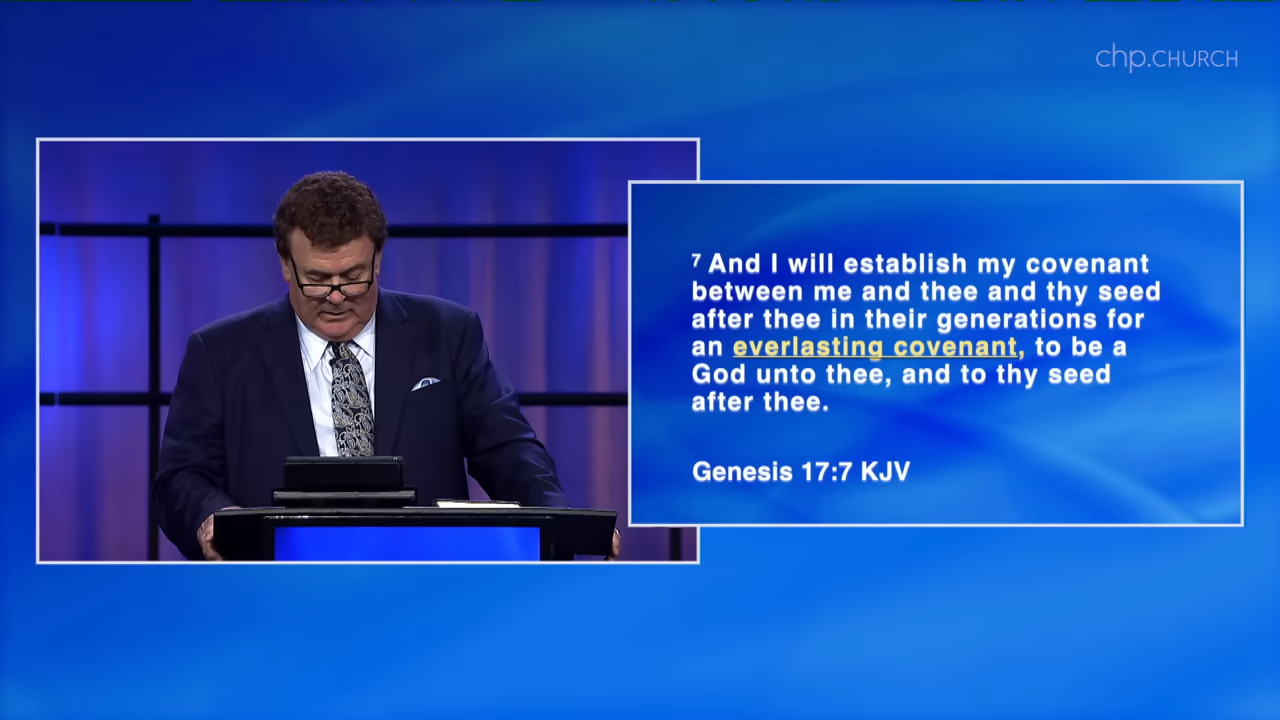 chp.CHURCH
7 And I will establish my covenant
between me and thee and thy seed
after thee in their generations for
an everlasting covenant, to be a
God unto thee, and to thy seed
after thee.
Genesis 17:7 KJV